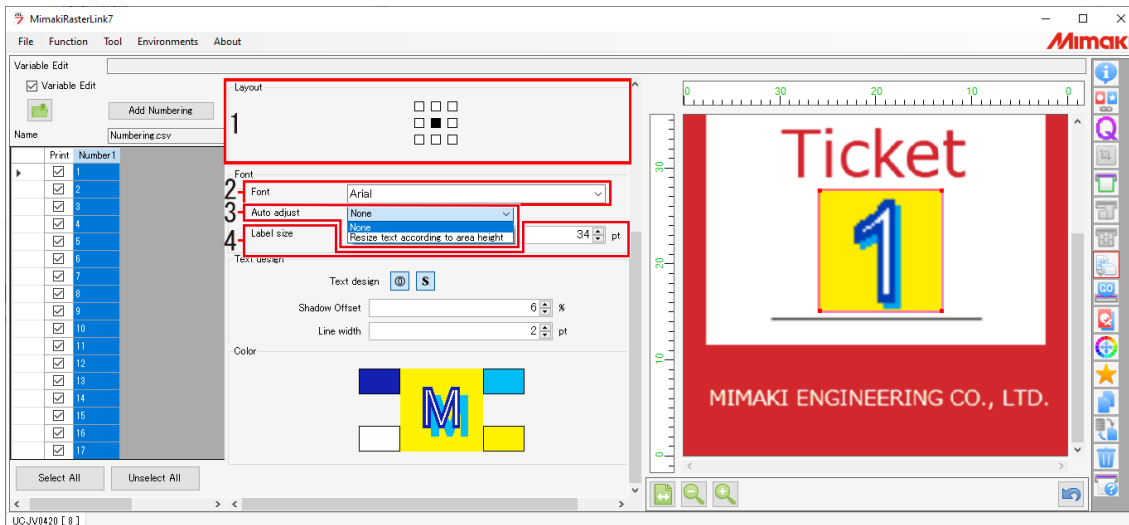 MimakiRasterLink7
File Function Tool Environments About
Mimaki
Variable Edit
Variable Edit
Add Numbering
Name Numbering.csv
Print Number1
1
2
3
4
5
6
7
8
9
10
11
12
13
14
15
16
17
Select All Unselect All
UCJV0420 [ 8 ]
Layout
1
Font
2 Font Arial
3 Auto adjust None
None
Resize text according to area height
4 Label size 34 pt
Text design
Text design S
Shadow Offset 6 %
Line width 2 pt
Color
M
0 30 20 10 0
30
20
10
0
Ticket
1
MIMAKI ENGINEERING CO., LTD.
Q
GO